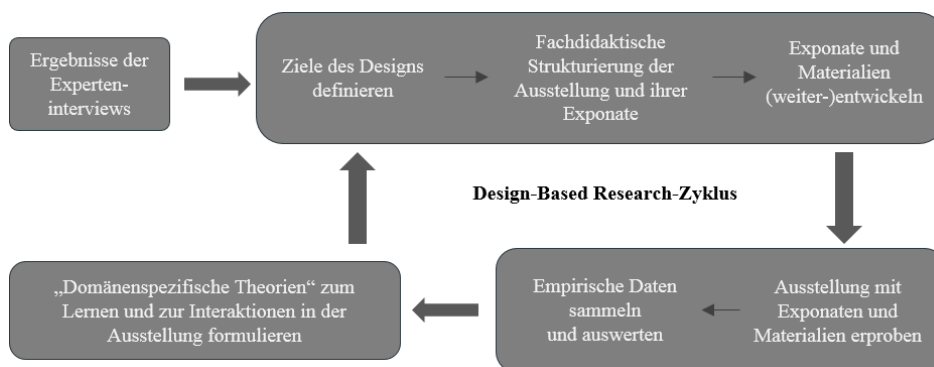 Ergebnisse der
Experten-
interviews
Ziele des Designs
definieren
Fachdidaktische
Strukturierung der
Ausstellung und ihrer
Exponate
Exponate und
Materialien
(weiter-)entwickeln
Design-Based Research-Zyklus
„Domänenspezifische Theorien“ zum
Lernen und zur Interaktionen in der
Ausstellung formulieren
Empirische Daten
sammeln
und auswerten
Ausstellung mit
Exponaten und
Materialien erproben